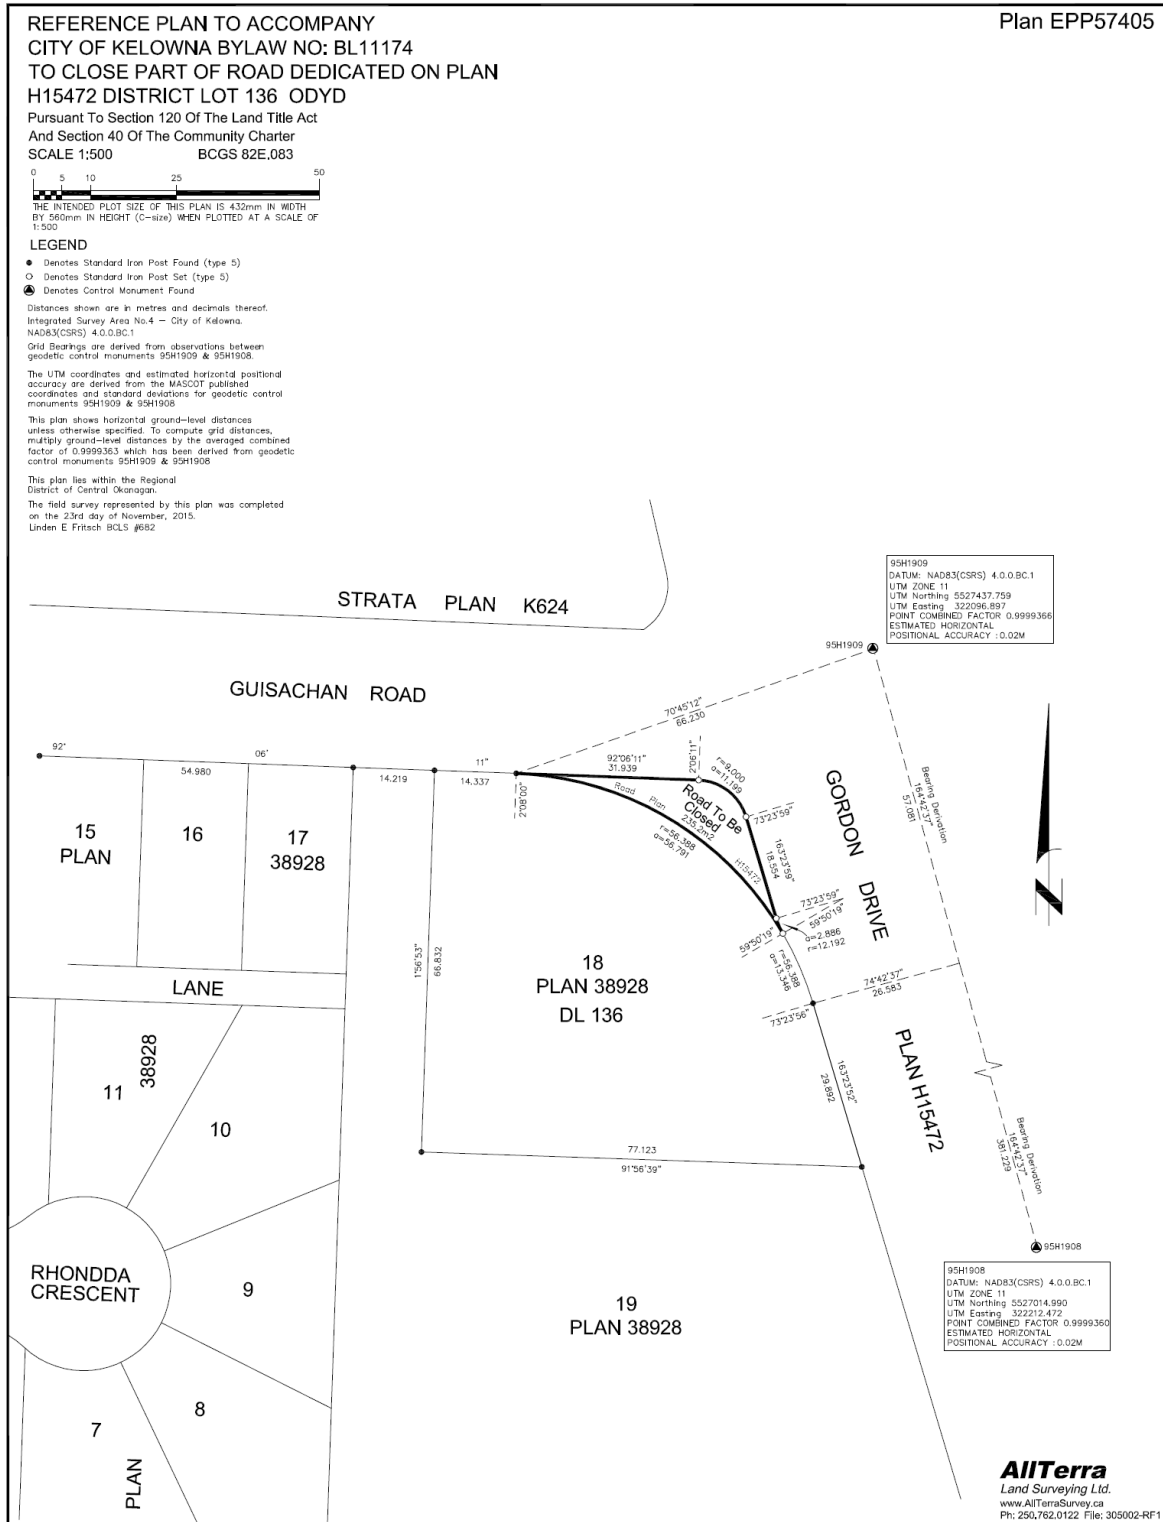 REFERENCE PLAN TO ACCOMPANY
CITY OF KELOWNA BYLAW NO: BL11174
TO CLOSE PART OF ROAD DEDICATED ON PLAN
H15472 DISTRICT LOT 136 ODYD
Pursuant To Section 120 Of The Land Title Act
And Section 40 Of The Community Charter
SCALE 1:500 BCGS 82E.083
0 5 10 25 50
THE INTENDED PLOT SIZE OF THIS PLAN IS 432mm IN WIDTH
BY 560mm IN HEIGHT (C-size) WHEN PLOTTED AT A SCALE OF
1:500
LEGEND
Denotes Standard Iron Post Found (type 5)
Denotes Standard Iron Post Set (type 5)
Denotes Control Monument Found
Distances shown are in metres and decimals thereof.
Integrated Survey Area No.4 - City of Kelowna.
NAD83(CSRS) 4.0.0.BC.1
Grid Bearings are derived from observations between
geodetic control monuments 95H1909 & 95H1908.
The UTM coordinates and estimated horizontal positional
accuracy are derived from the MASCOT published
coordinates and standard deviations for geodetic control
monuments 95H1909 & 95H1908
This plan shows horizontal ground-level distances
unless otherwise specified. To compute grid distances,
multiply ground-level distances by the averaged combined
factor of 0.9999363 which has been derived from geodetic
control monuments 95H1909 & 95H1908
This plan lies within the Regional
District of Central Okanagan.
The field survey represented by this plan was completed
on the 23rd day of November, 2015.
Linden E Fritsch BCLS #682
Plan EPP57405
STRATA PLAN K624
GUISACHAN ROAD
95H1909
95H1909
DATUM: NAD83(CSRS) 4.0.0.BC.1
UTM ZONE 11
UTM Northing 5527437.759
UTM Easting 322096.897
POINT COMBINED FACTOR 0.9999366
ESTIMATED HORIZONTAL
POSITIONAL ACCURACY : 0.02M
70°45'12"
66.230
92°
06'
11"
54.980
14.219
14.337
2°08'00"
92°06'11"
31.939
2°06'11"
r=9.000
a=11.199
Road To Be
Closed
235.2m2
Road Plan H15472
r=56.388
a=56.791
73°23'59"
163°23'59"
18.554
73°23'59"
59°50'19"
59°50'19"
a=2.886
r=12.192
r=56.388
a=13.346
73°23'56"
74°42'37"
26.583
GORDON DRIVE
PLAN H15472
Bearing Derivation
164°42'37"
57.081
Bearing Derivation
164°42'37"
381.229
163°23'52"
29.892
15
PLAN
16
17
38928
1°56'53"
66.832
18
PLAN 38928
DL 136
LANE
11
38928
10
77.123
91°56'39"
RHONDDA
CRESCENT
9
19
PLAN 38928
8
7
PLAN
95H1908
95H1908
DATUM: NAD83(CSRS) 4.0.0.BC.1
UTM ZONE 11
UTM Northing 5527014.990
UTM Easting 322212.472
POINT COMBINED FACTOR 0.9999360
ESTIMATED HORIZONTAL
POSITIONAL ACCURACY : 0.02M
AllTerra
Land Surveying Ltd.
www.AllTerraSurvey.ca
Ph: 250.762.0122 File: 305002-RF1